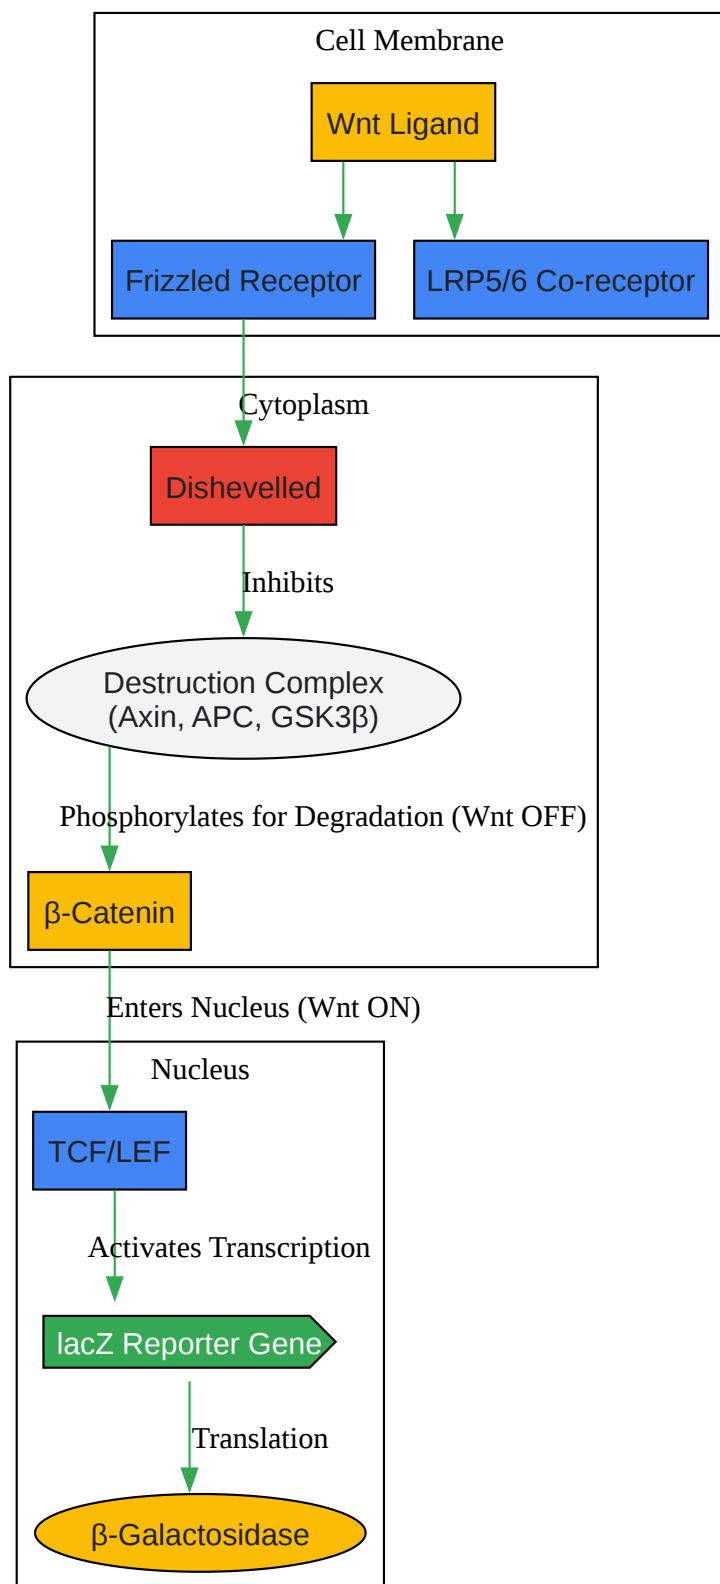 Cell Membrane
Wnt Ligand
Frizzled Receptor
LRP5/6 Co-receptor
Cytoplasm
Dishevelled
Inhibits
Destruction Complex
(Axin, APC, GSK3β)
Phosphorylates for Degradation (Wnt OFF)
β-Catenin
Enters Nucleus (Wnt ON)
Nucleus
TCF/LEF
Activates Transcription
lacZ Reporter Gene
Translation
β-Galactosidase